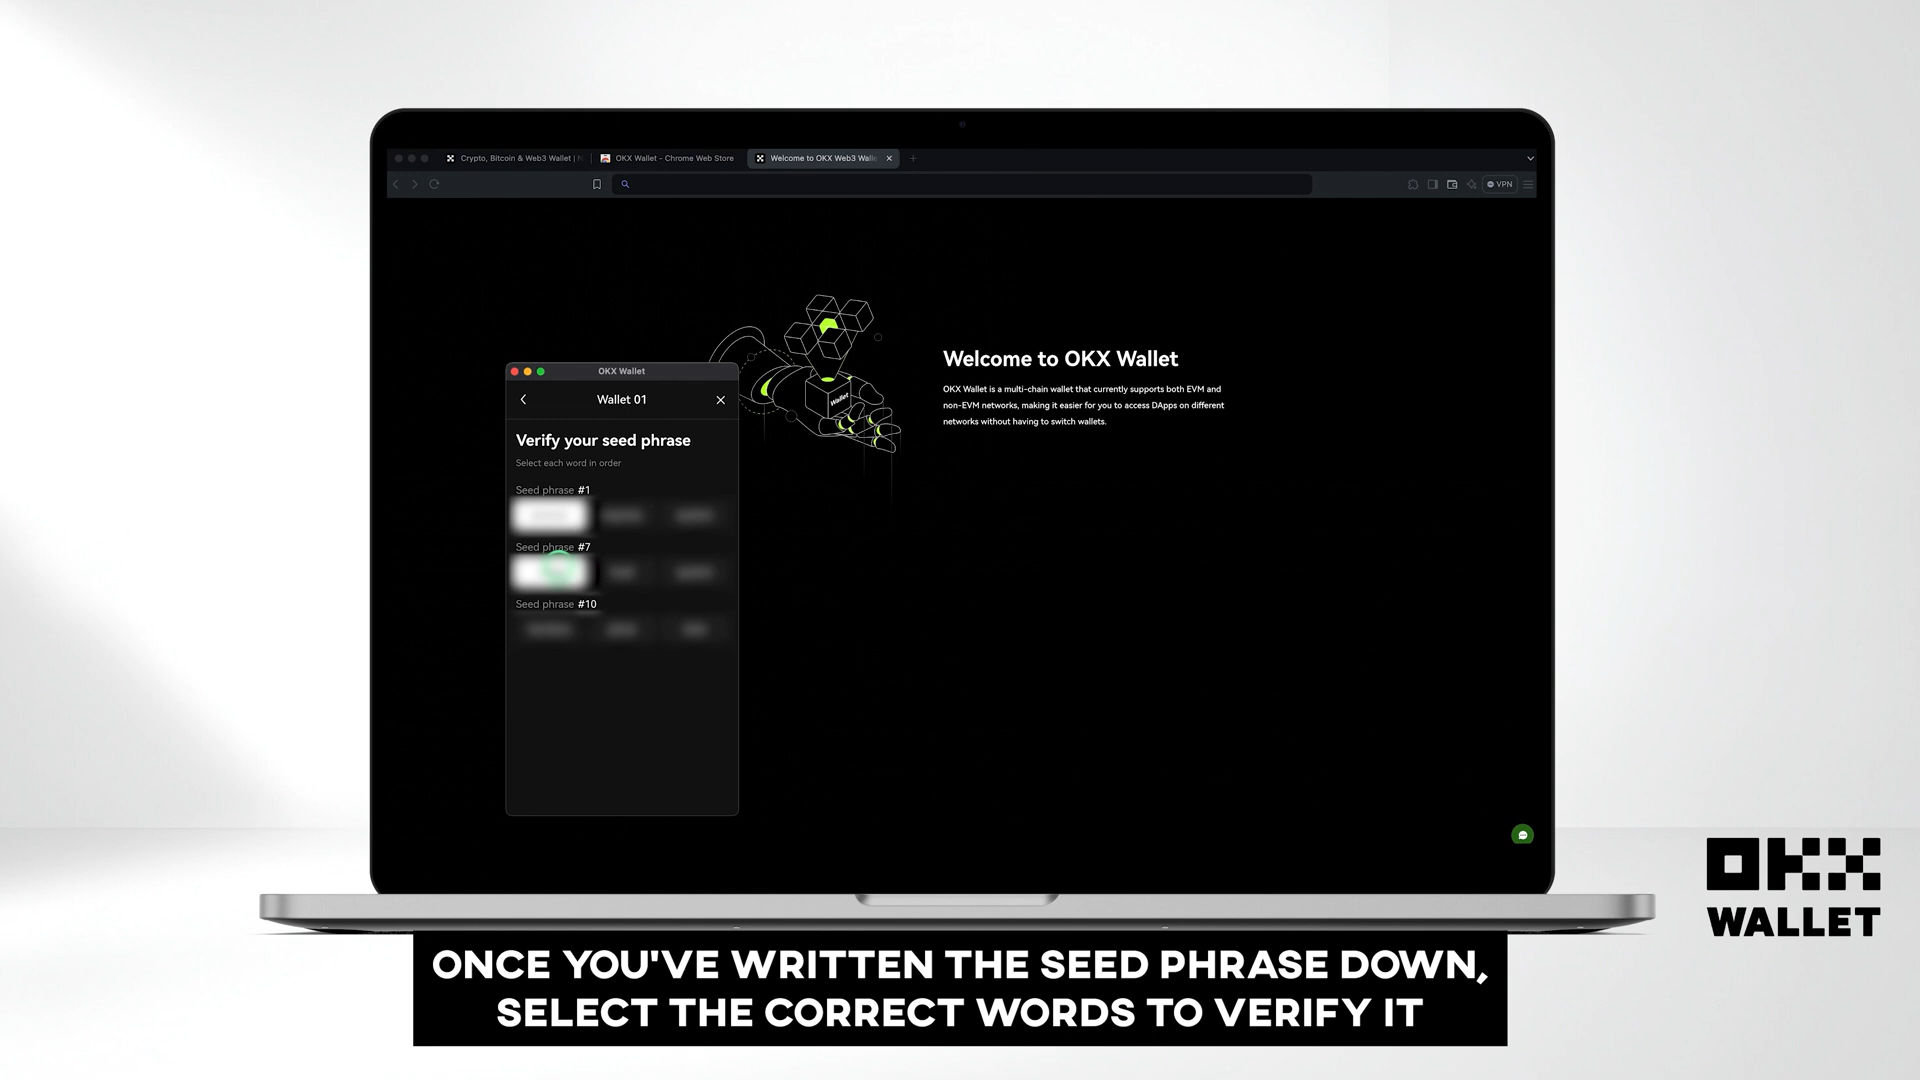 Crypto, Bitcoin & Web3 Wallet |
OKX Wallet - Chrome Web Store
Welcome to OKX Web3 Walle
VPN
Wallet
Welcome to OKX Wallet
OKX Wallet is a multi-chain wallet that currently supports both EVM and
non-EVM networks, making it easier for you to access DApps on different
networks without having to switch wallets.
OKX Wallet
Wallet 01
Verify your seed phrase
Select each word in order
Seed phrase #1
Seed phrase #7
Seed phrase #10
OKX
WALLET
ONCE YOU'VE WRITTEN THE SEED PHRASE DOWN,
SELECT THE CORRECT WORDS TO VERIFY IT